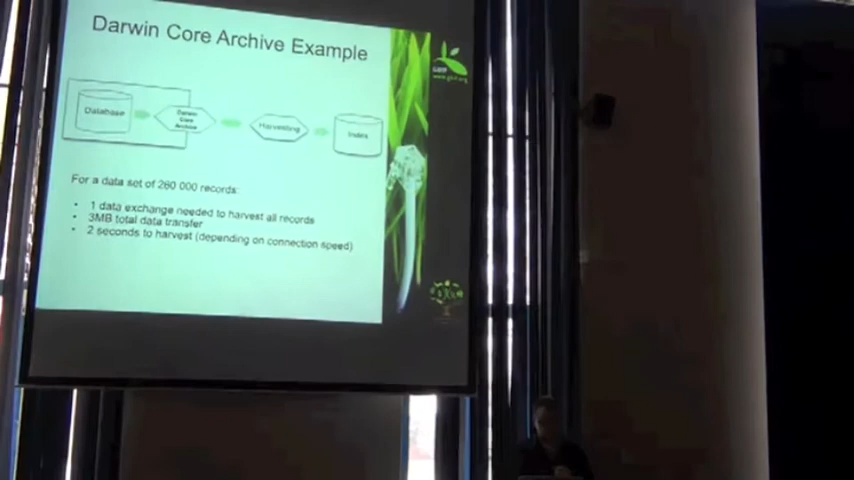 Darwin Core Archive Example
Database
Darwin
Core
Archive
Harvesting
Index
For a data set of 260 000 records:
• 1 data exchange needed to harvest all records
• 3MB total data transfer
• 2 seconds to harvest (depending on connection speed)